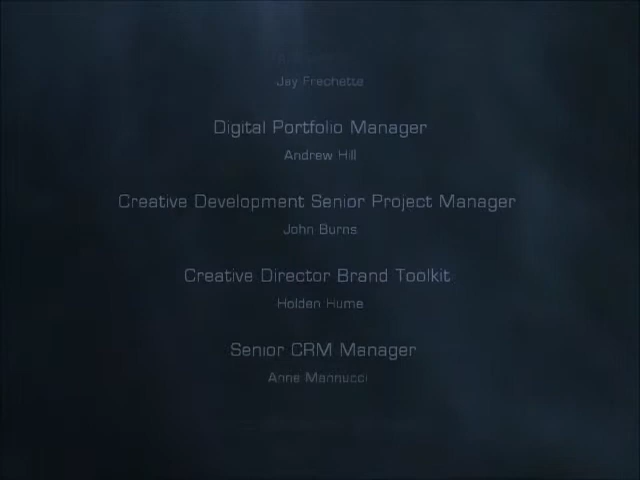 Jay Frechette
Digital Portfolio Manager
Andrew Hill
Creative Development Senior Project Manager
John Burns
Creative Director Brand Toolkit
Holden Hume
Senior CRM Manager
Anne Mannucci